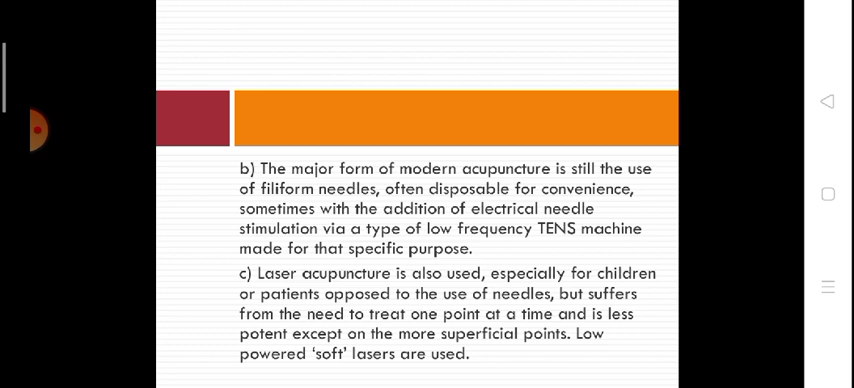 b) The major form of modern acupuncture is still the use
of filiform needles, often disposable for convenience,
sometimes with the addition of electrical needle
stimulation via a type of low frequency TENS machine
made for that specific purpose.
c) Laser acupuncture is also used, especially for children
or patients opposed to the use of needles, but suffers
from the need to treat one point at a time and is less
potent except on the more superficial points. Low
powered ‘soft’ lasers are used.